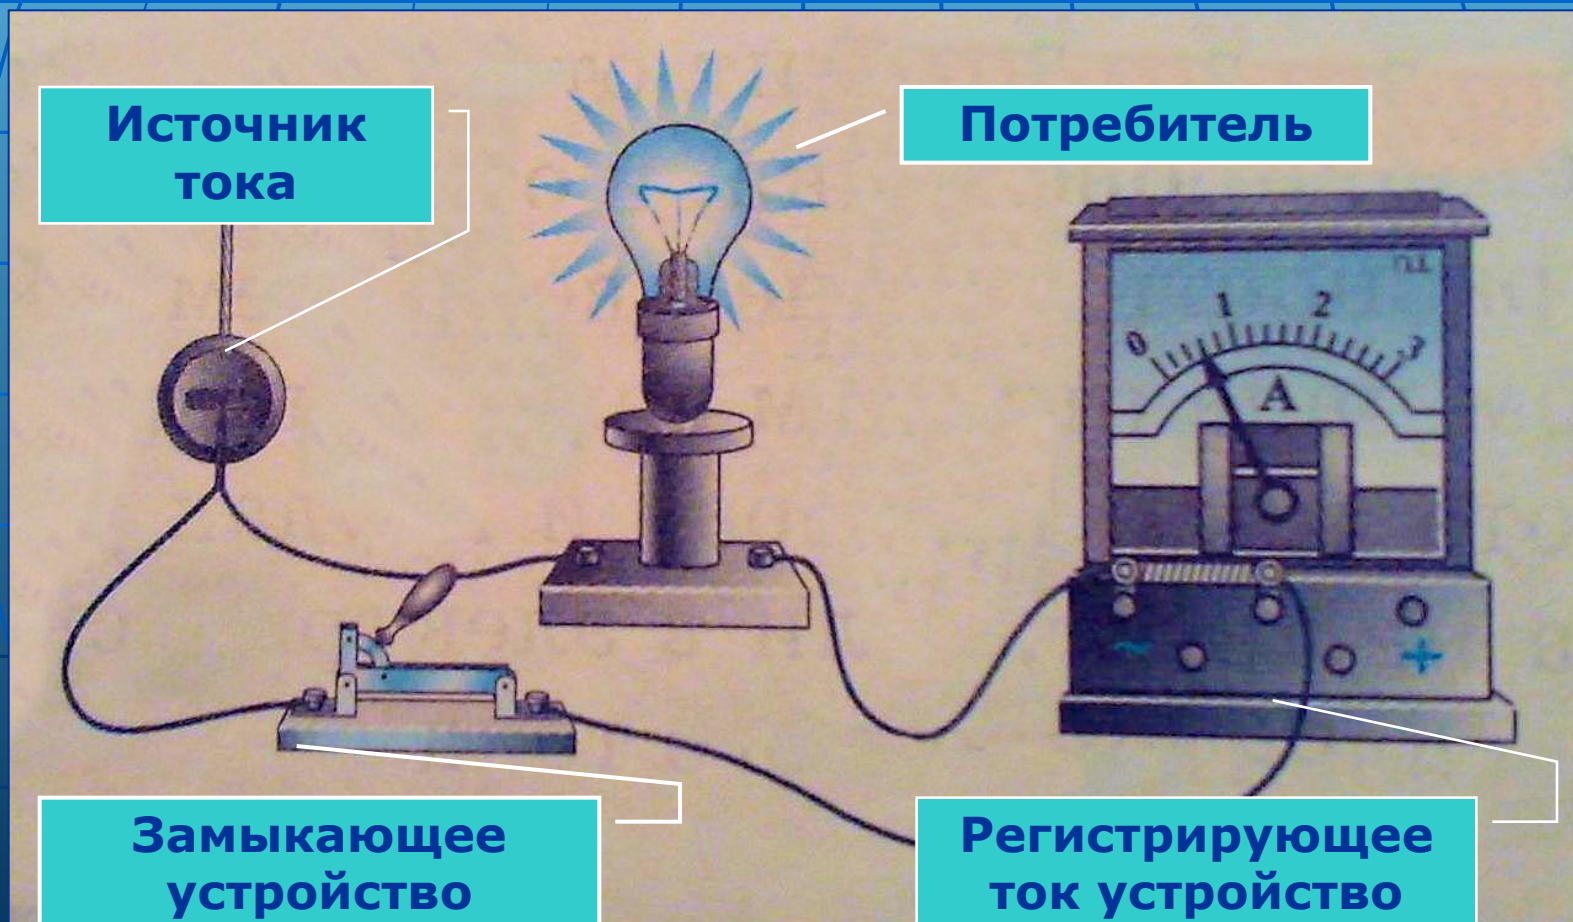 Источник
тока
Потребитель
0 1 2 3
A
~ +
Замыкающее
устройство
Регистрирующее
ток устройство